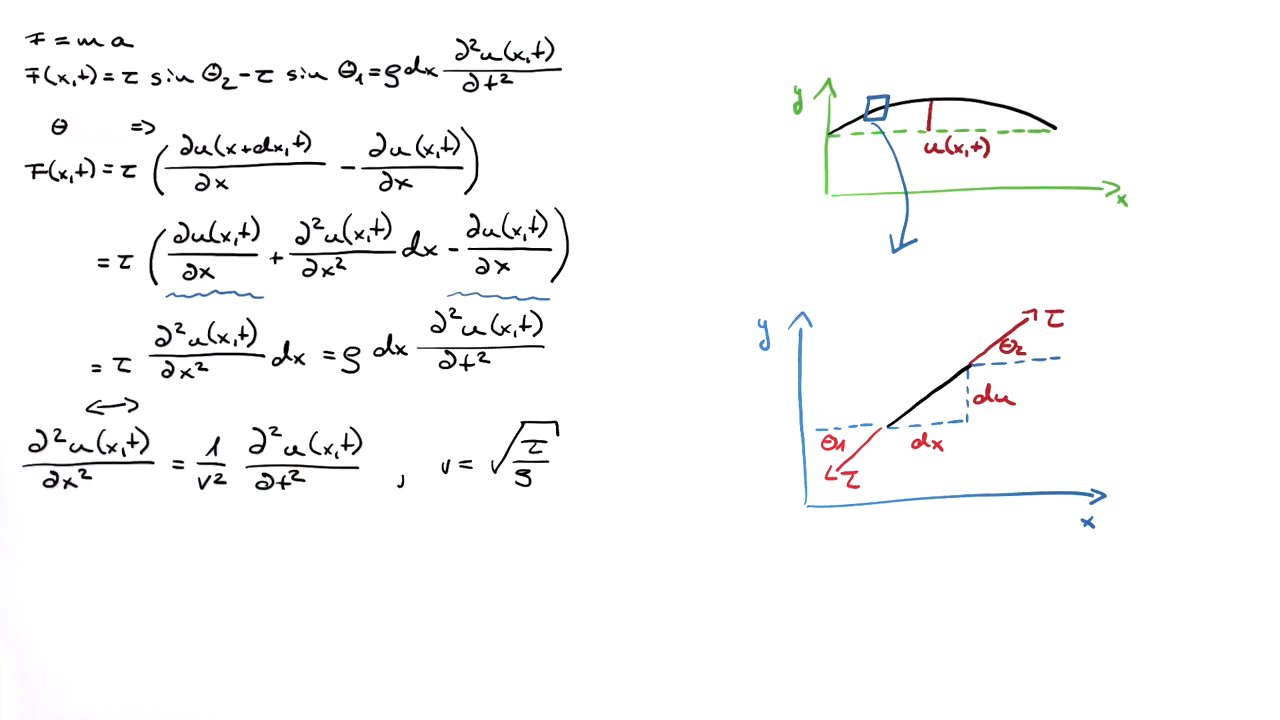 F = m a
F(x,t) = τ sin Θ₂ - τ sin Θ₁ = ρ dx ∂²u(x,t)/∂t²
Θ =>
F(x,t) = τ (∂u(x+dx,t)/∂x - ∂u(x,t)/∂x)
= τ (∂u(x,t)/∂x + ∂²u(x,t)/∂x² dx - ∂u(x,t)/∂x)
= τ ∂²u(x,t)/∂x² dx = ρ dx ∂²u(x,t)/∂t²
↔
∂²u(x,t)/∂x² = 1/v² ∂²u(x,t)/∂t² , v = √(τ/ρ)
y
u(x,t)
x
y
τ
Θ₂
du
Θ₁
dx
τ
x